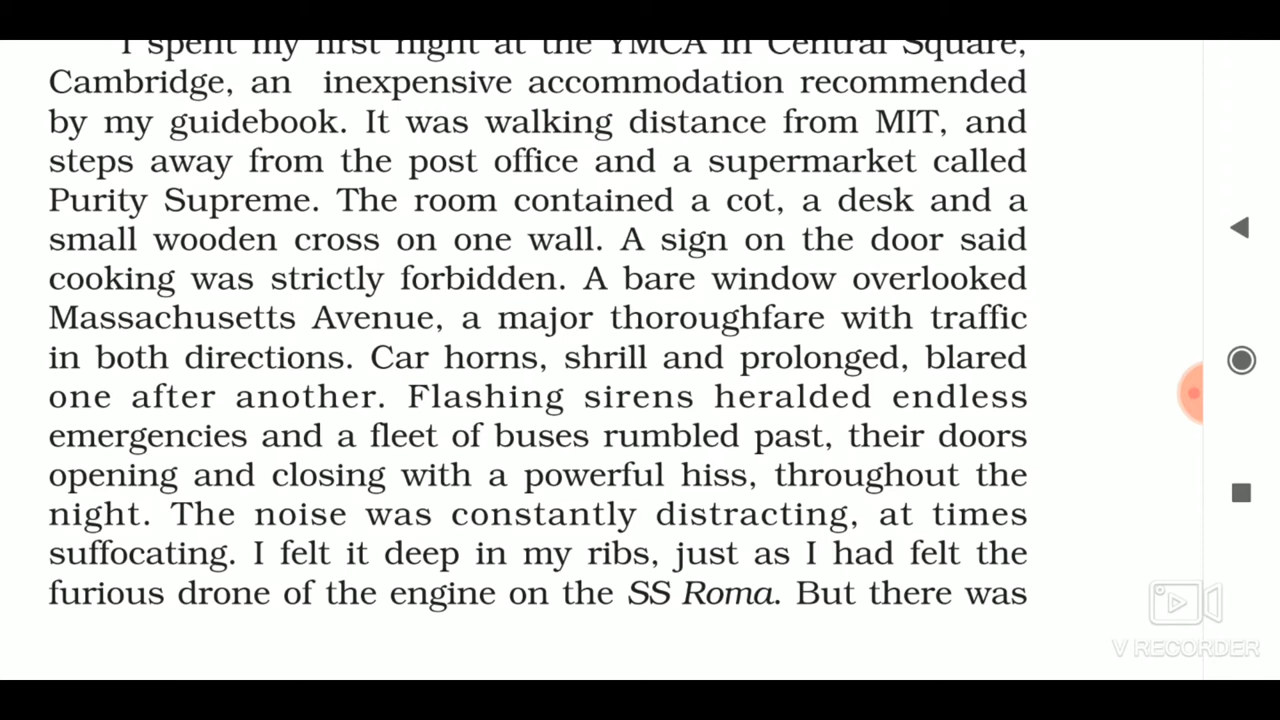 I spent my first night at the YMCA in Central Square,
Cambridge, an inexpensive accommodation recommended
by my guidebook. It was walking distance from MIT, and
steps away from the post office and a supermarket called
Purity Supreme. The room contained a cot, a desk and a
small wooden cross on one wall. A sign on the door said
cooking was strictly forbidden. A bare window overlooked
Massachusetts Avenue, a major thoroughfare with traffic
in both directions. Car horns, shrill and prolonged, blared
one after another. Flashing sirens heralded endless
emergencies and a fleet of buses rumbled past, their doors
opening and closing with a powerful hiss, throughout the
night. The noise was constantly distracting, at times
suffocating. I felt it deep in my ribs, just as I had felt the
furious drone of the engine on the SS Roma. But there was
V RECORDER